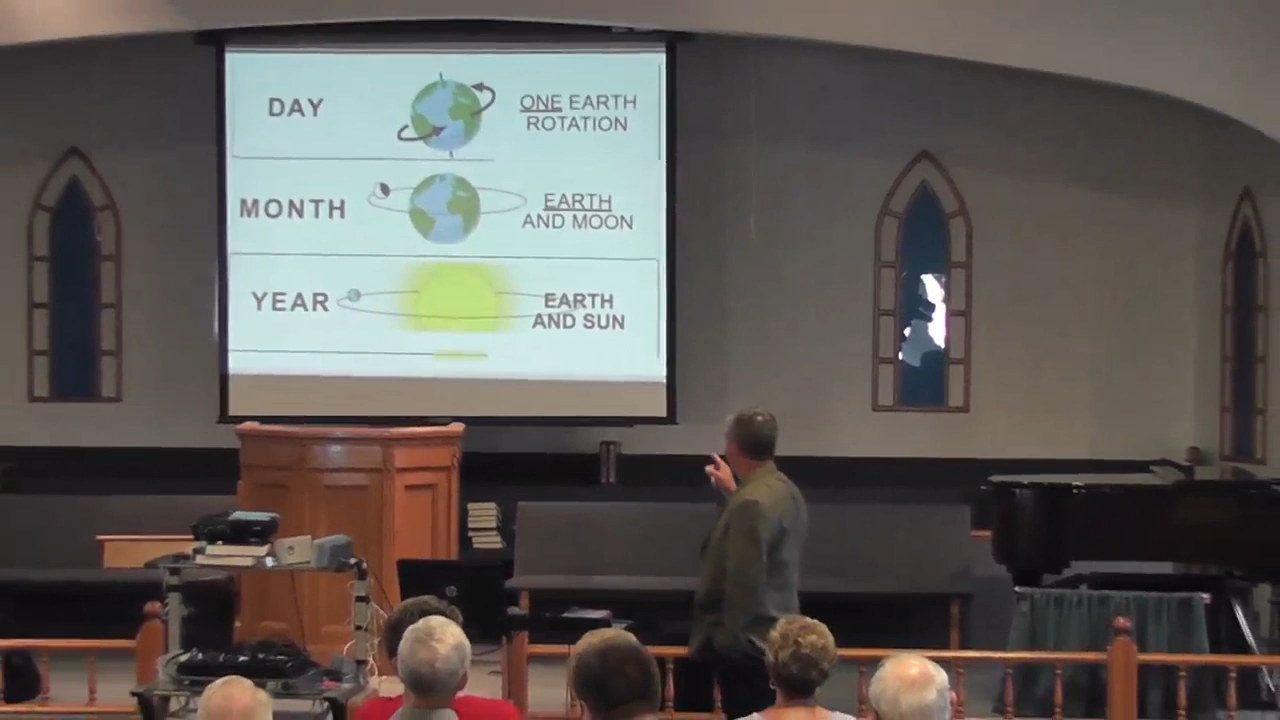 DAY
ONE EARTH
ROTATION
MONTH
EARTH
AND MOON
YEAR
EARTH
AND SUN